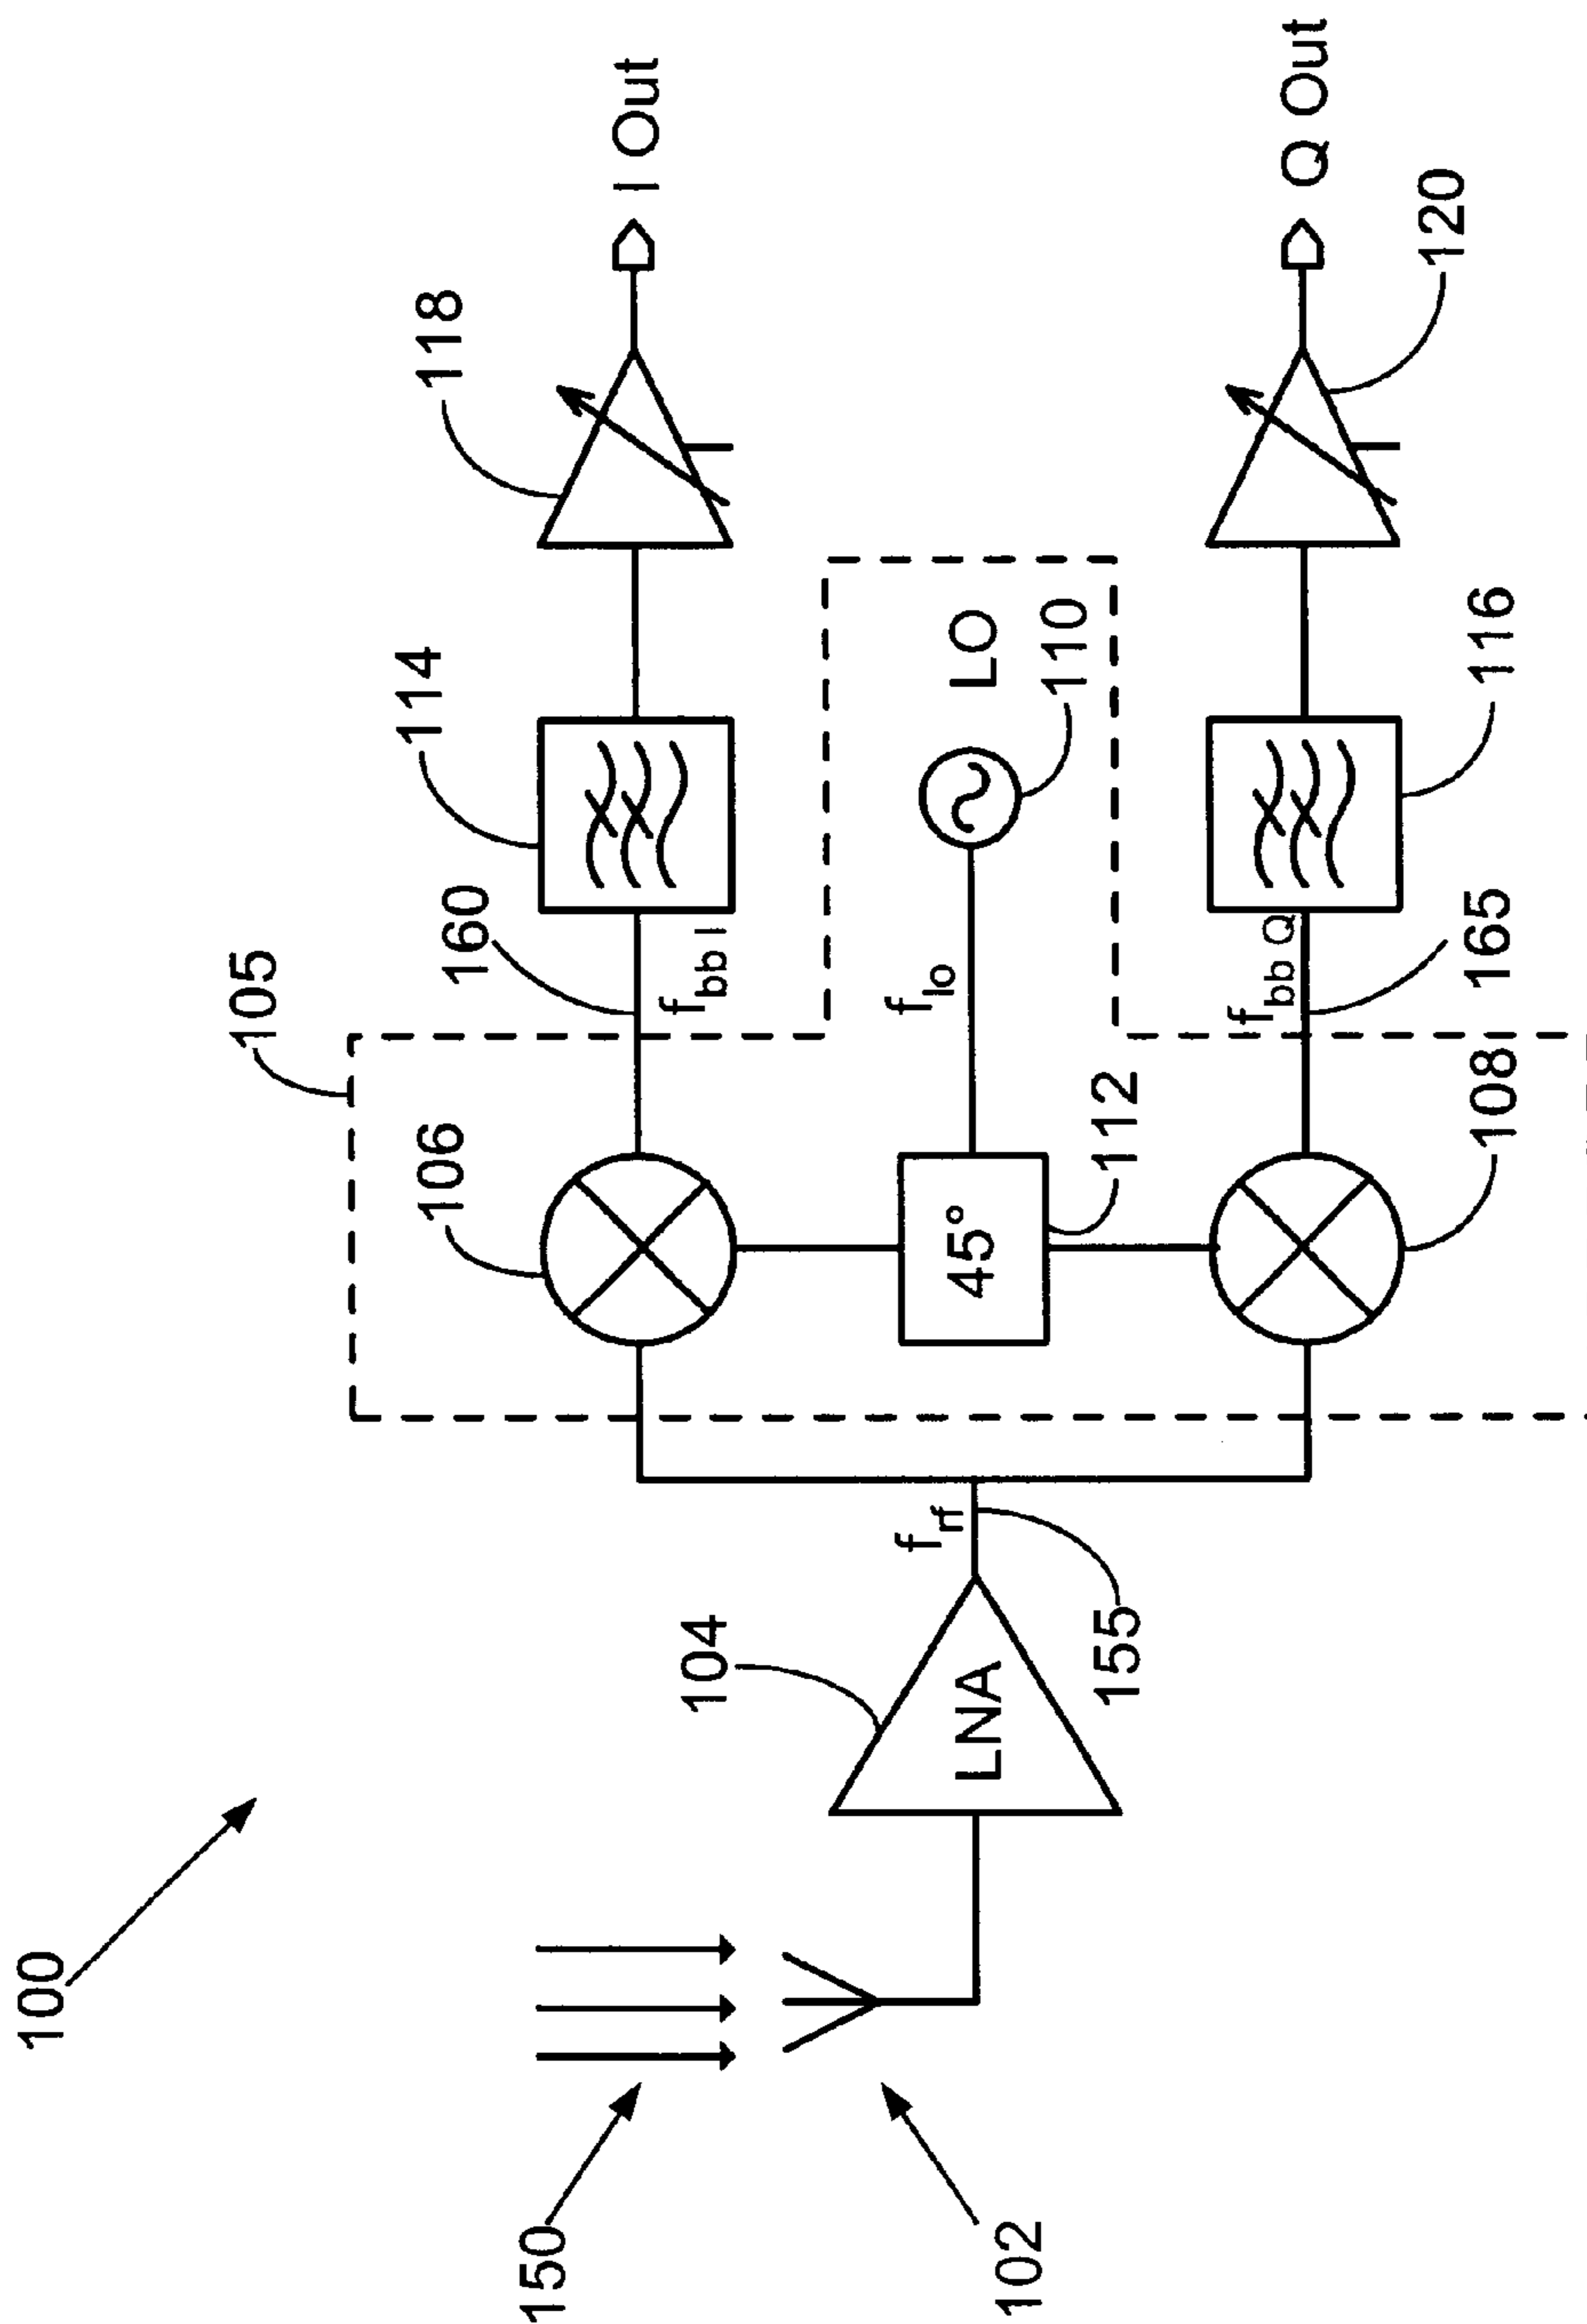 100
105
106
160
114
118
I Out
f_bb I
150
104
f_rf
45°
f_lo
LO
LNA
112
110
102
155
f_bb Q
Q Out
108
165
116
120